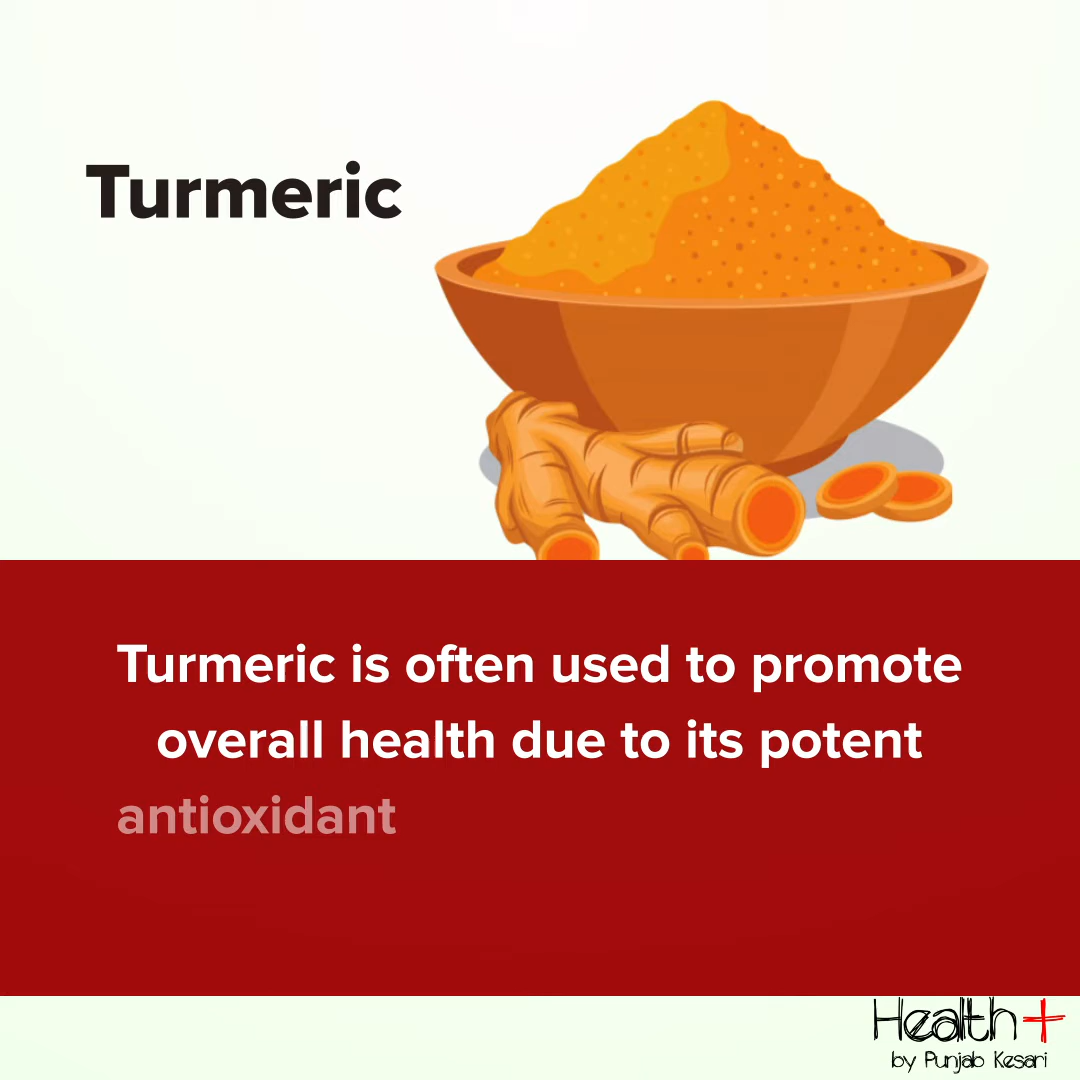 Turmeric
Turmeric is often used to promote
overall health due to its potent
antioxidant
Health+
by Punjab Kesari